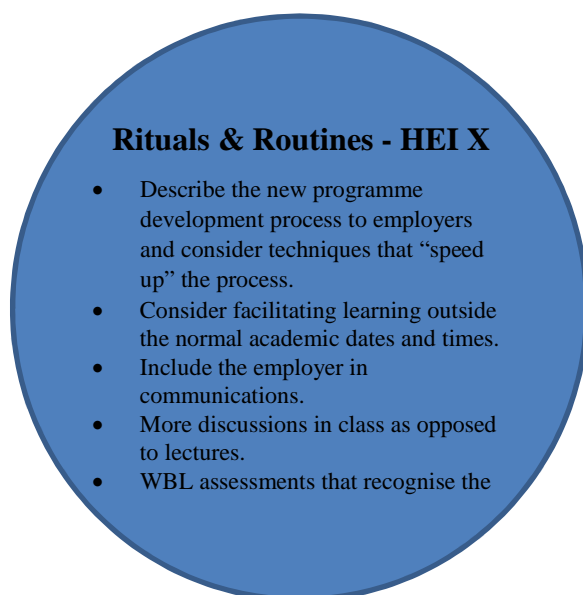 Rituals & Routines - HEI X
• Describe the new programme
development process to employers
and consider techniques that “speed
up” the process.
• Consider facilitating learning outside
the normal academic dates and times.
• Include the employer in
communications.
• More discussions in class as opposed
to lectures.
• WBL assessments that recognise the